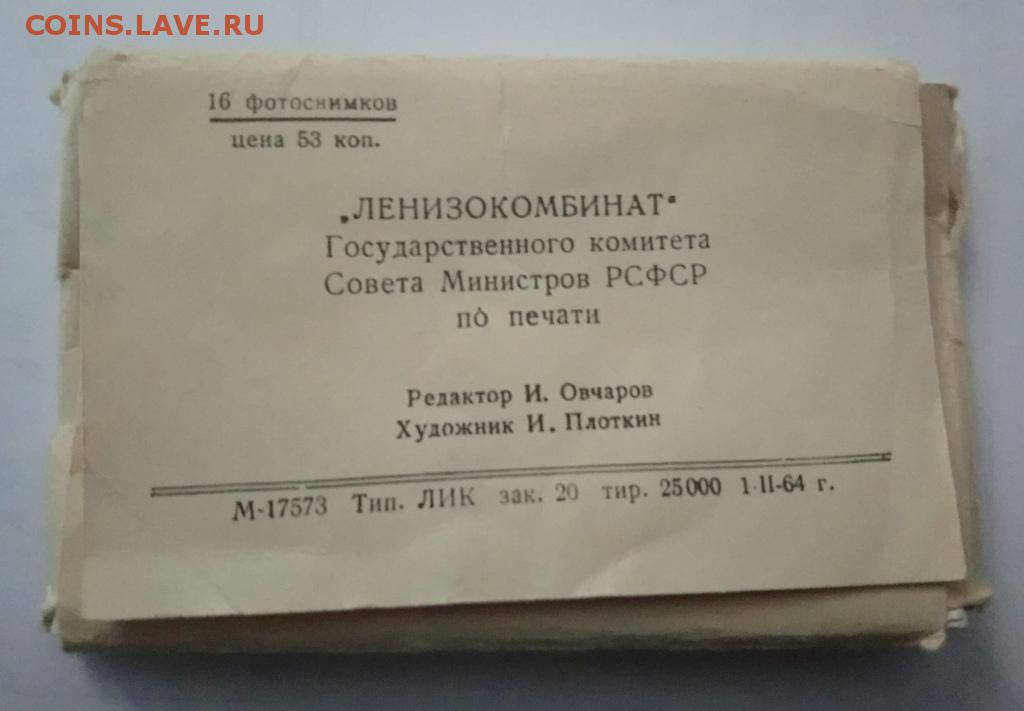 COINS.LAVE.RU
16 фотоснимков
цена 53 коп.
„ЛЕНИЗОКОМБИНАТ"
Государственного комитета
Совета Министров РСФСР
по печати
Редактор И. Овчаров
Художник И. Плоткин
М-17573 Тип. ЛИК зак. 20 тир. 25000 1-II-64 г.